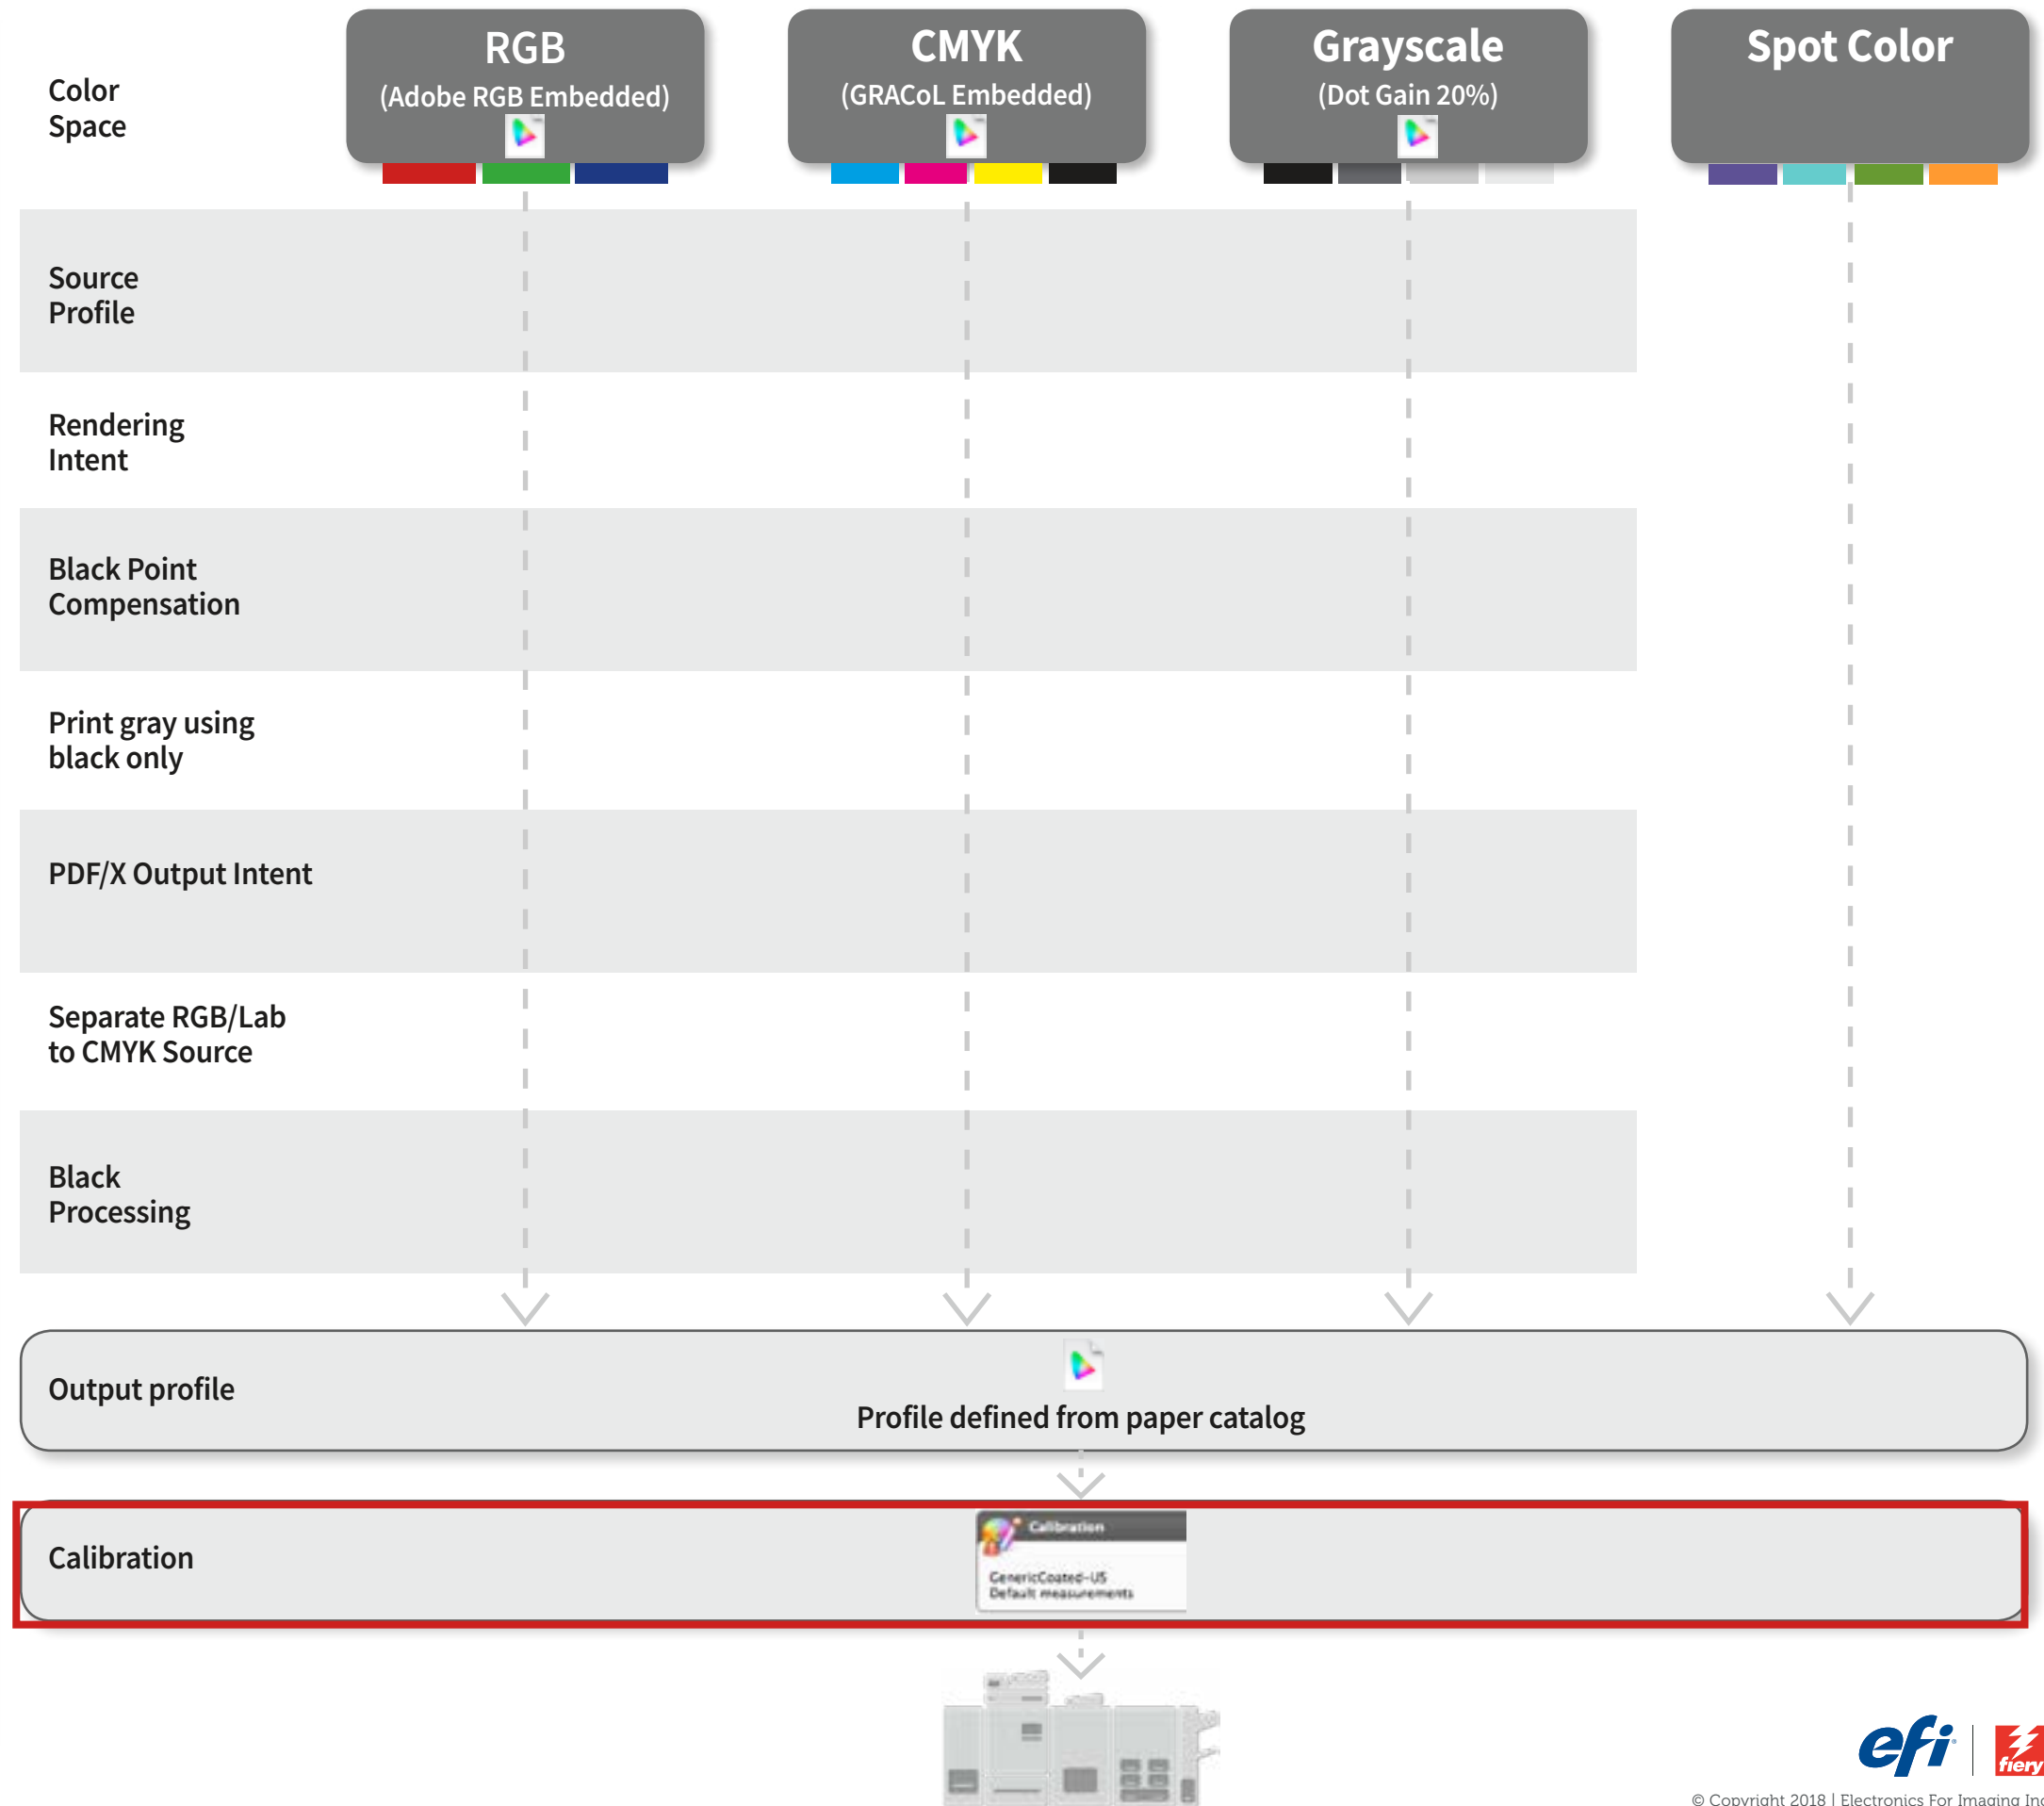 RGB
(Adobe RGB Embedded)
CMYK
(GRACoL Embedded)
Grayscale
(Dot Gain 20%)
Spot Color
Color
Space
Source
Profile
Rendering
Intent
Black Point
Compensation
Print gray using
black only
PDF/X Output Intent
Separate RGB/Lab
to CMYK Source
Black
Processing
Output profile
Profile defined from paper catalog
Calibration
Calibration
GenericCoated-US
Default measurements
efi
fiery
© Copyright 2018 | Electronics For Imaging Inc